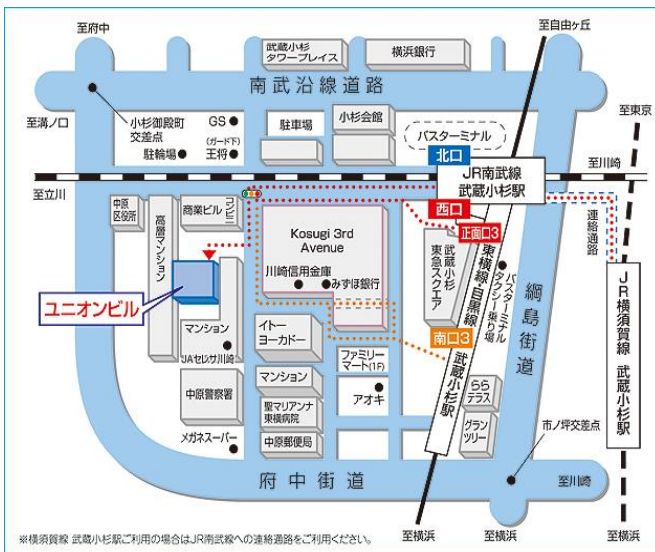 至府中
至自由ヶ丘
武蔵小杉
タワープレイス
横浜銀行
南武沿線道路
至溝ノ口
小杉御殿町
交差点
GS
駐車場
小杉会館
至東京
駐輪場
(ガード下)
王将
バスターミナル
北口
JR南武線
武蔵小杉駅
至川崎
至立川
中原
区役所
高層マンション
商業ビル
コンビニ
西口
正面口3
連絡通路
Kosugi 3rd
Avenue
川崎信用金庫
みずほ銀行
武蔵小杉
東急スクエア
東横線・目黒線
武蔵小杉駅
バスターミナル
タクシー乗り場
綱島街道
JR横須賀線 武蔵小杉駅
ユニオンビル
マンション
JAセレサ川崎
イトー
ヨーカドー
南口3
ファミリー
マート(1F)
アオキ
中原警察署
マンション
聖マリアンナ
東横病院
中原郵便局
メガネスーパー
らら
テラス
グラン
ツリー
市ノ坪交差点
府中街道
至川崎
至横浜
至横浜
至横浜
※横須賀線 武蔵小杉駅ご利用の場合はJR南武線への連絡通路をご利用ください。